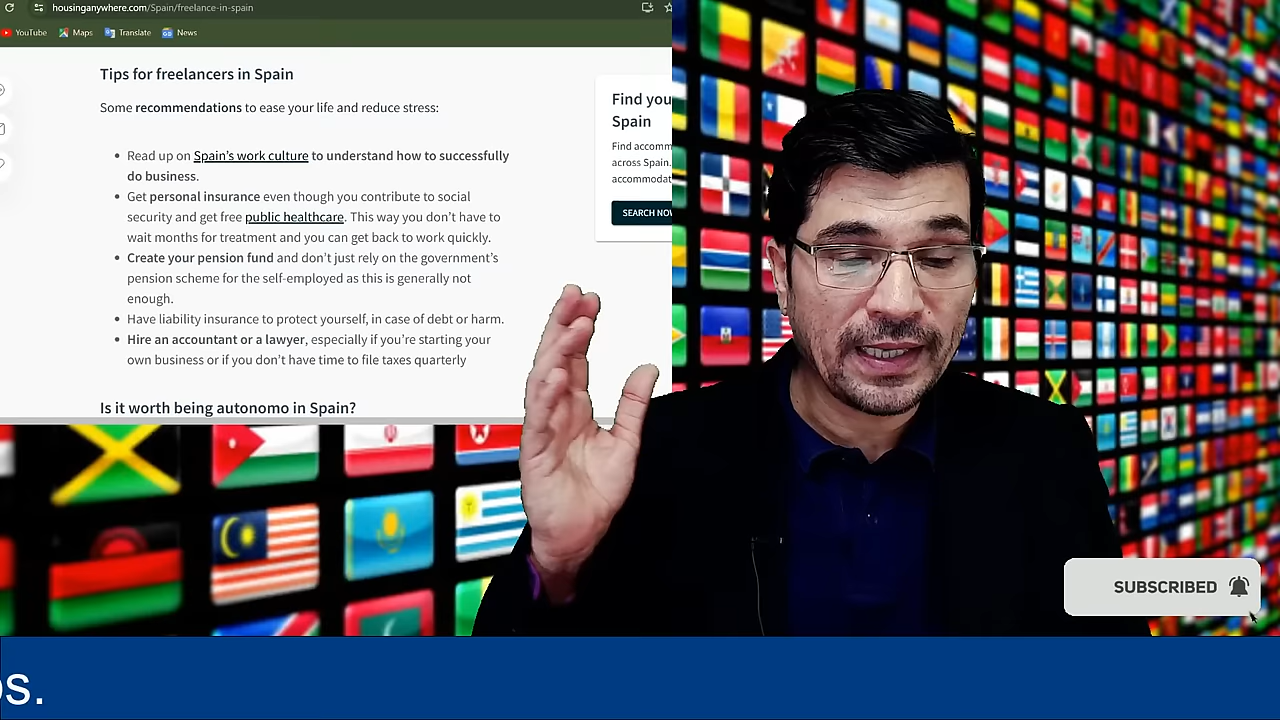 housinganywhere.com/Spain/freelance-in-spain
YouTube Maps Translate News
Tips for freelancers in Spain
Some recommendations to ease your life and reduce stress:
Read up on Spain's work culture to understand how to successfully
do business.
Get personal insurance even though you contribute to social
security and get free public healthcare. This way you don't have to
wait months for treatment and you can get back to work quickly.
Create your pension fund and don't just rely on the government's
pension scheme for the self-employed as this is generally not
enough.
Have liability insurance to protect yourself, in case of debt or harm.
Hire an accountant or a lawyer, especially if you're starting your
own business or if you don't have time to file taxes quarterly
Is it worth being autonomo in Spain?
Find you
Spain
Find accomm
across Spain.
accommodat
SEARCH NOW
SUBSCRIBED
os.